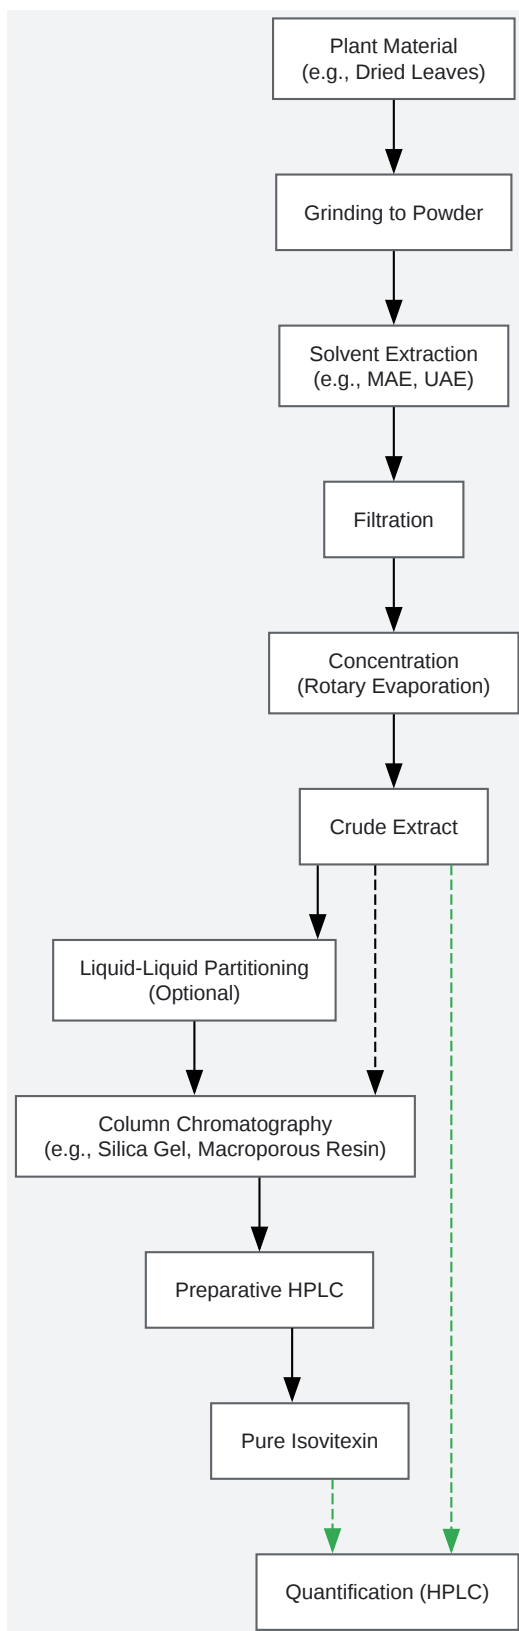 Plant Material
(e.g., Dried Leaves)
Grinding to Powder
Solvent Extraction
(e.g., MAE, UAE)
Filtration
Concentration
(Rotary Evaporation)
Crude Extract
Liquid-Liquid Partitioning
(Optional)
Column Chromatography
(e.g., Silica Gel, Macroporous Resin)
Preparative HPLC
Pure Isovitexin
Quantification (HPLC)